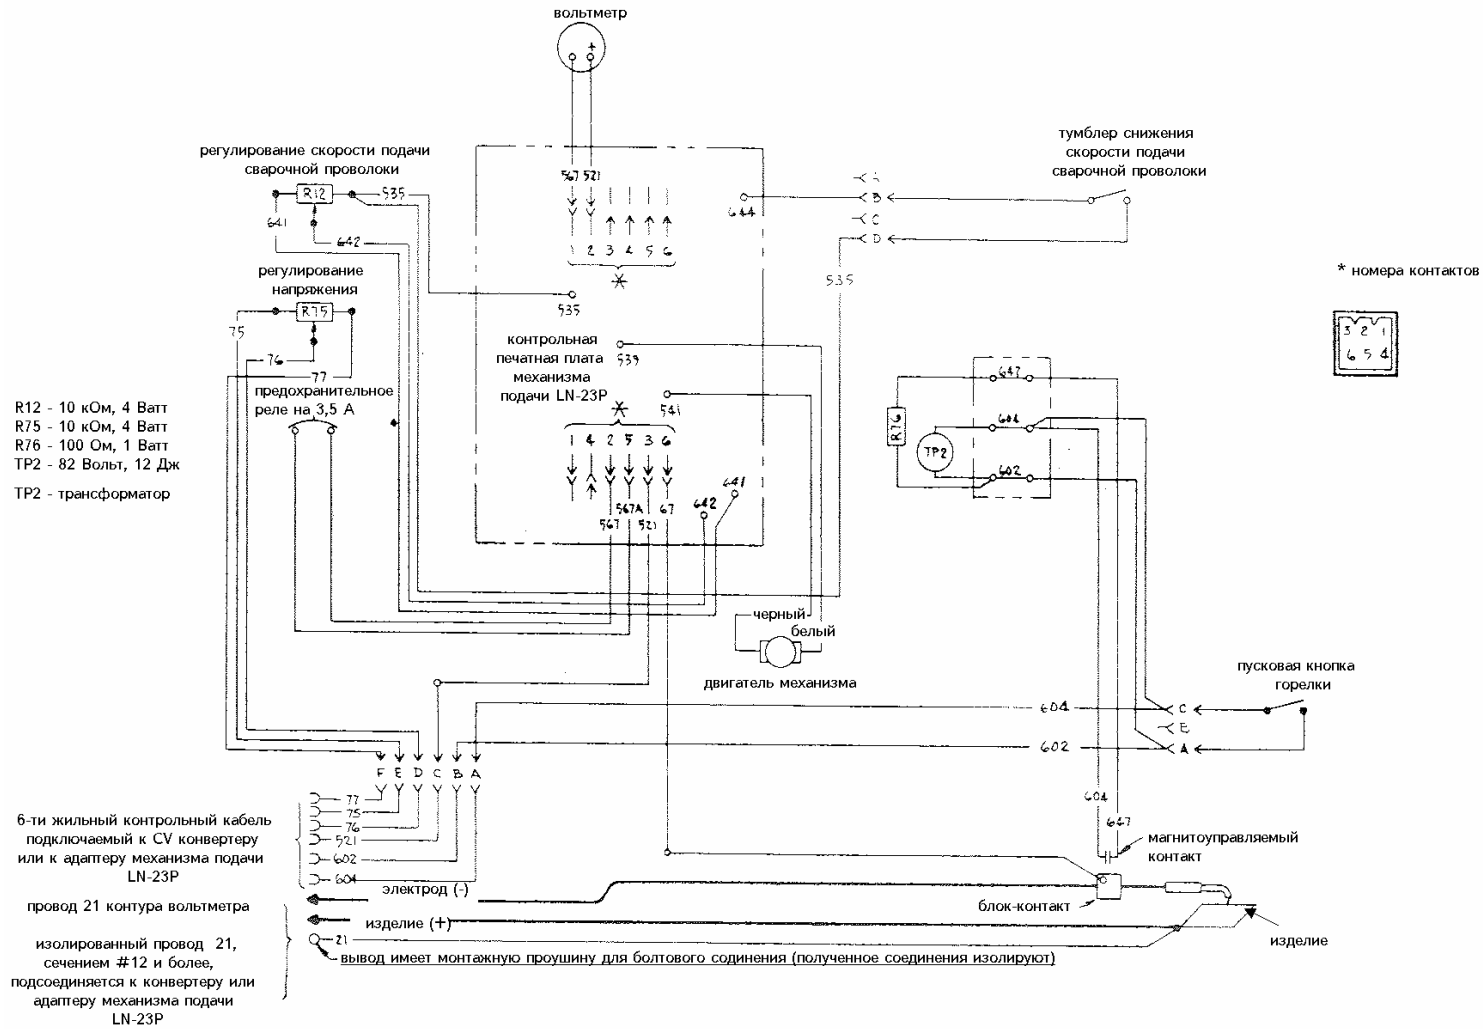 вольтметр
567 521
1 2 3 4 5 6
*
регулирование скорости подачи
сварочной проволоки
R12
535
641
642
регулирование
напряжения
R75
75
76
77
предохранительное
реле на 3,5 А
R12 - 10 кОм, 4 Ватт
R75 - 10 кОм, 4 Ватт
R76 - 100 Ом, 1 Ватт
TP2 - 82 Вольт, 12 Дж
TP2 - трансформатор
644
535
539
541
контрольная
печатная плата
механизма
подачи LN-23P
*
1 4 2 5 3 6
567A
67
567
521
642
641
A
B
C
D
535
тумблер снижения
скорости подачи
сварочной проволоки
* номера контактов
3 2 1
6 5 4
647
604
602
R76
TP2
черный
белый
двигатель механизма
пусковая кнопка
горелки
604
602
C
E
A
F E D C B A
77
75
76
521
602
604
6-ти жильный контрольный кабель
подключаемый к CV конвертеру
или к адаптеру механизма подачи
LN-23P
604
647
магнитоуправляемый
контакт
электрод (-)
блок-контакт
провод 21 контура вольтметра
изделие (+)
изделие
21
изолированный провод 21,
сечением #12 и более,
подсоединяется к конвертеру или
адаптеру механизма подачи
LN-23P
вывод имеет монтажную проушину для болтового содинения (полученное соединения изолируют)